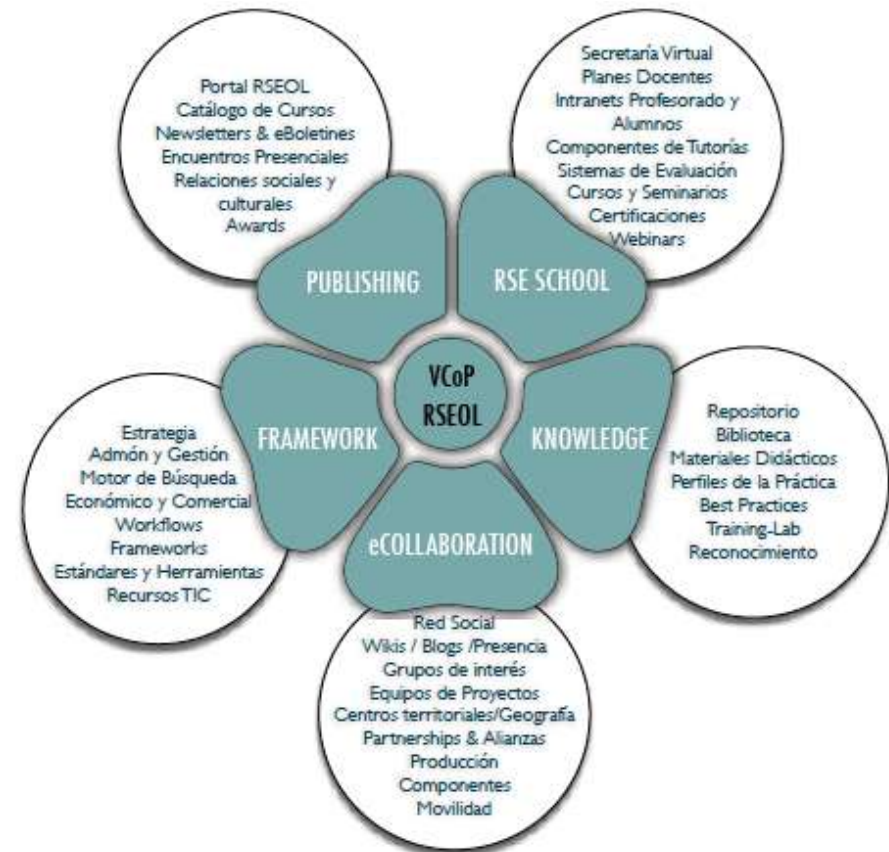 Portal RSEOL
Catálogo de Cursos
Newsletters & eBoletines
Encuentros Presenciales
Relaciones sociales y
culturales
Awards
PUBLISHING
Secretaría Virtual
Planes Docentes
Intranets Profesorado y
Alumnos
Componentes de Tutorías
Sistemas de Evaluación
Cursos y Seminarios
Certificaciones
Webinars
RSE SCHOOL
VCoP
RSEOL
FRAMEWORK
Estrategia
Admón y Gestión
Motor de Búsqueda
Económico y Comercial
Workflows
Frameworks
Estándares y Herramientas
Recursos TIC
KNOWLEDGE
Repositorio
Biblioteca
Materiales Didácticos
Perfiles de la Práctica
Best Practices
Training-Lab
Reconocimiento
eCOLLABORATION
Red Social
Wikis / Blogs /Presencia
Grupos de interés
Equipos de Proyectos
Centros territoriales/Geografía
Partnerships & Alianzas
Producción
Componentes
Movilidad